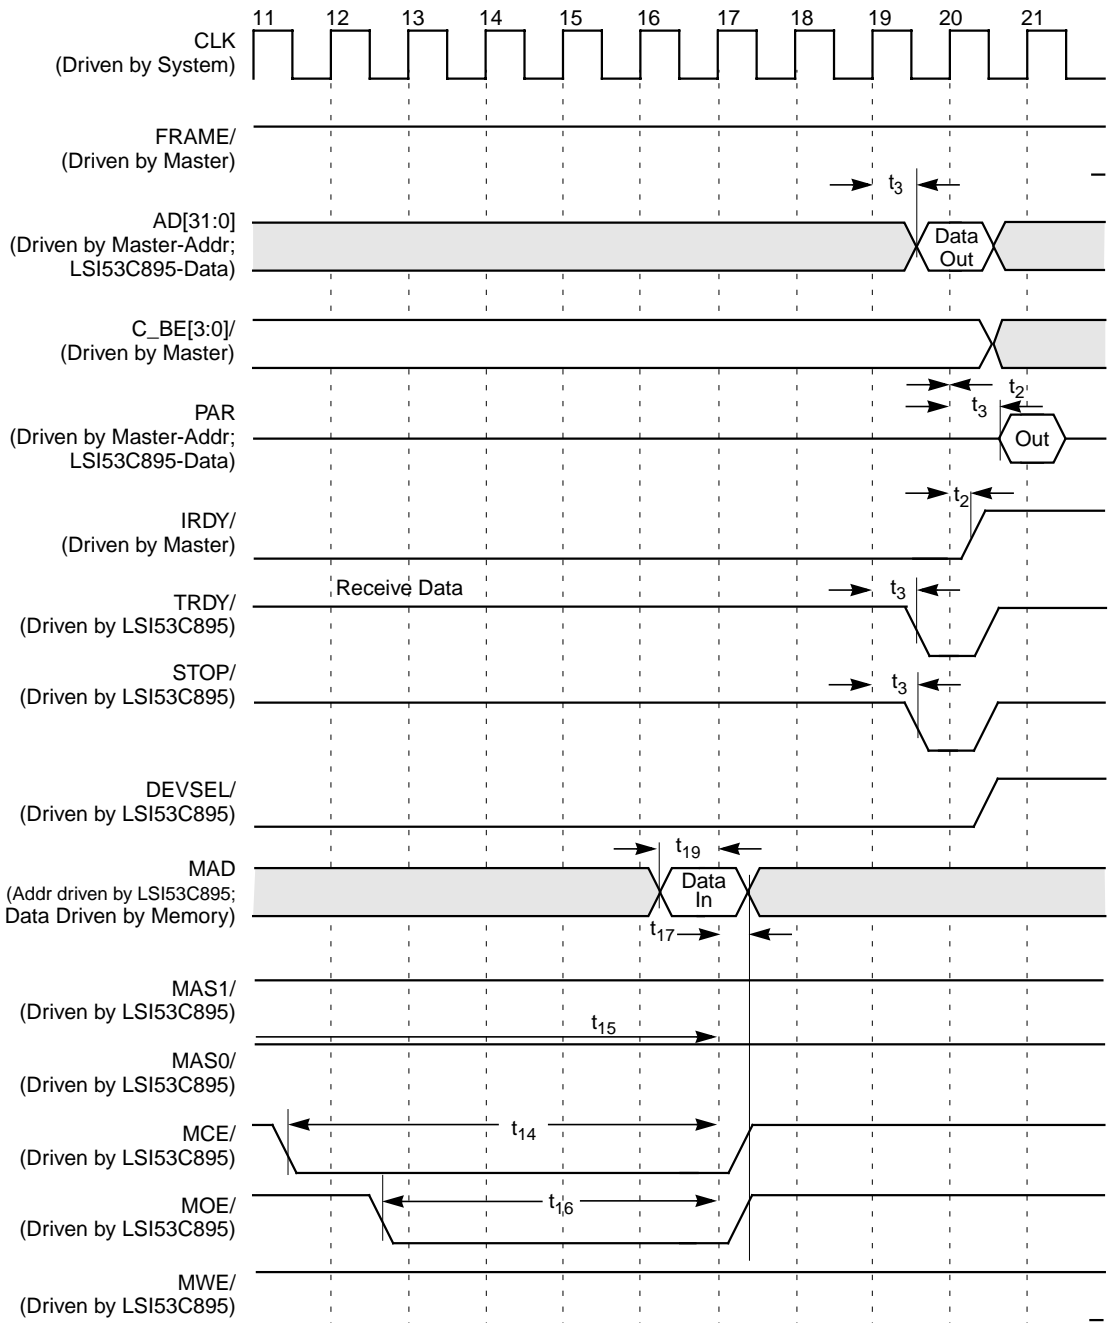 11 12 13 14 15 16 17 18 19 20 21
CLK
(Driven by System)
FRAME/
(Driven by Master)
t3
AD[31:0]
(Driven by Master-Addr;
LSI53C895-Data)
Data
Out
C_BE[3:0]/
(Driven by Master)
t2
t3
PAR
(Driven by Master-Addr;
LSI53C895-Data)
Out
t2
IRDY/
(Driven by Master)
Receive Data
t3
TRDY/
(Driven by LSI53C895)
STOP/
(Driven by LSI53C895)
t3
DEVSEL/
(Driven by LSI53C895)
t19
MAD
(Addr driven by LSI53C895;
Data Driven by Memory)
Data
In
t17
MAS1/
(Driven by LSI53C895)
t15
MAS0/
(Driven by LSI53C895)
MCE/
(Driven by LSI53C895)
t14
MOE/
(Driven by LSI53C895)
t16
MWE/
(Driven by LSI53C895)